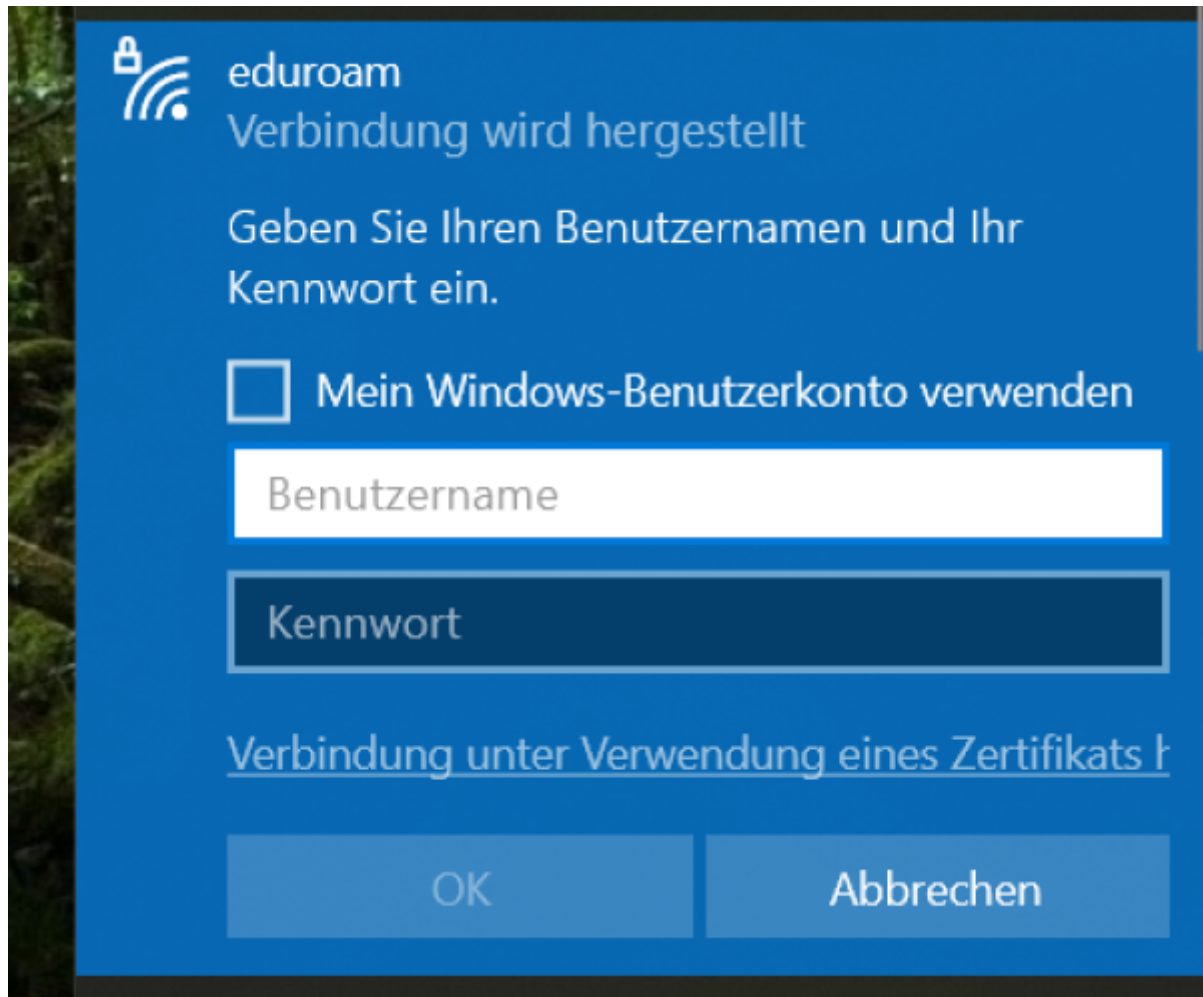 eduroam
Verbindung wird hergestellt
Geben Sie Ihren Benutzernamen und Ihr
Kennwort ein.
Mein Windows-Benutzerkonto verwenden
Benutzername
Kennwort
Verbindung unter Verwendung eines Zertifikats h
OK
Abbrechen